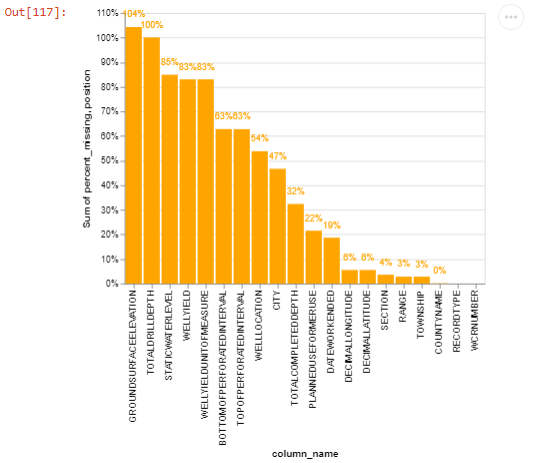 Out[117]:
110%
100%
90%
80%
70%
60%
50%
40%
30%
20%
10%
0%
Sum of percent_missing, position
104%
100%
85%
83%
83%
63%
63%
54%
47%
32%
22%
19%
6%
6%
4%
3%
3%
0%
GROUNDSURFACEELEVATION
TOTALDRILLDEPTH
STATICWATERLEVEL
WELLYIELD
WELLYIELDUNITOFMEASURE
BOTTOMOFPERFORATEDINTERVAL
TOPOFPERFORATEDINTERVAL
WELLLOCATION
CITY
TOTALCOMPLETEDDEPTH
PLANNEDUSEFORMERUSE
DATEWORKENDED
DECIMALLONGITUDE
DECIMALLATITUDE
SECTION
RANGE
TOWNSHIP
COUNTYNAME
RECORDTYPE
WCRNUMBER
column_name